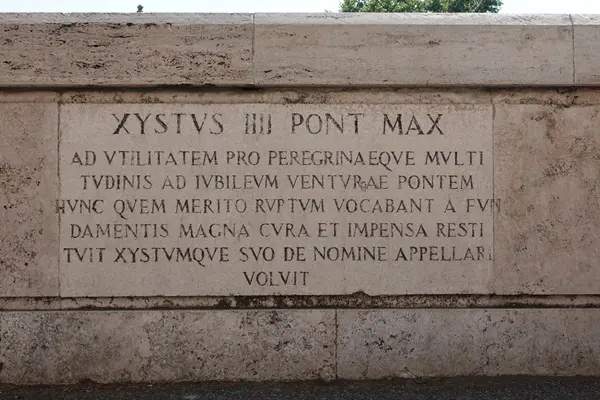 XYSTVS IIII PONT MAX
AD VTILITATEM PRO PEREGRINAEQVE MVLTI
TVDINIS AD IVBILEVM VENTVRAE PONTEM
HVNC QVEM MERITO RVPTVM VOCABANT A FVN
DAMENTIS MAGNA CVRA ET IMPENSA RESTI
TVIT XYSTVMQVE SVO DE NOMINE APPELLARI
VOLVIT